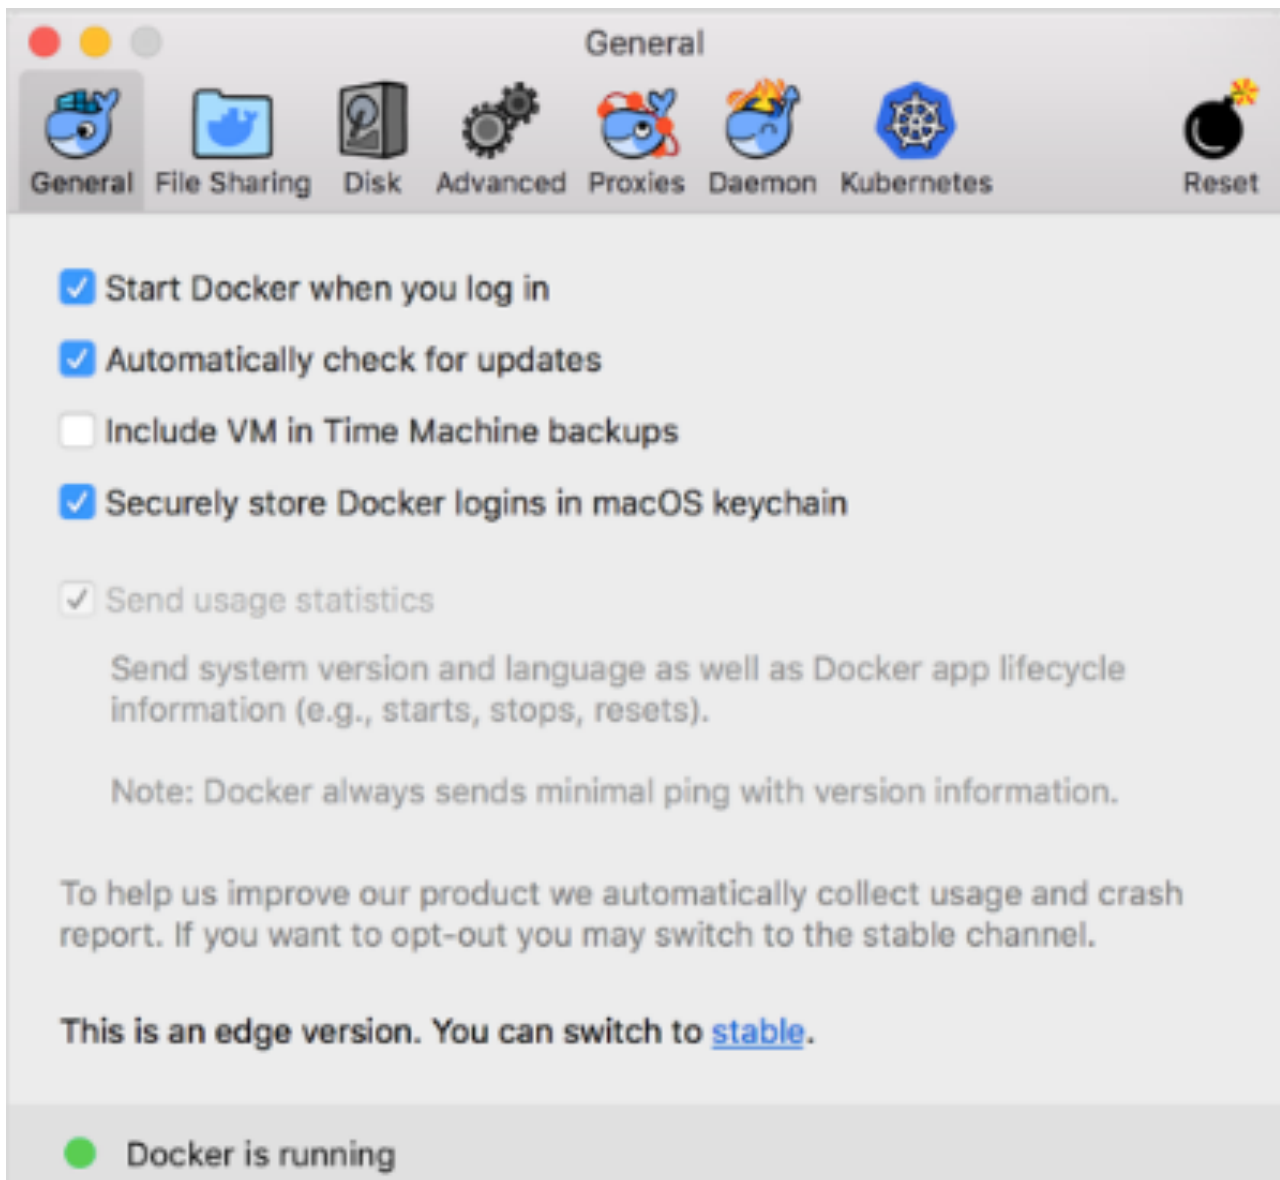 General
General File Sharing Disk Advanced Proxies Daemon Kubernetes Reset
Start Docker when you log in
Automatically check for updates
Include VM in Time Machine backups
Securely store Docker logins in macOS keychain
Send usage statistics
Send system version and language as well as Docker app lifecycle
information (e.g., starts, stops, resets).
Note: Docker always sends minimal ping with version information.
To help us improve our product we automatically collect usage and crash
report. If you want to opt-out you may switch to the stable channel.
This is an edge version. You can switch to stable.
Docker is running